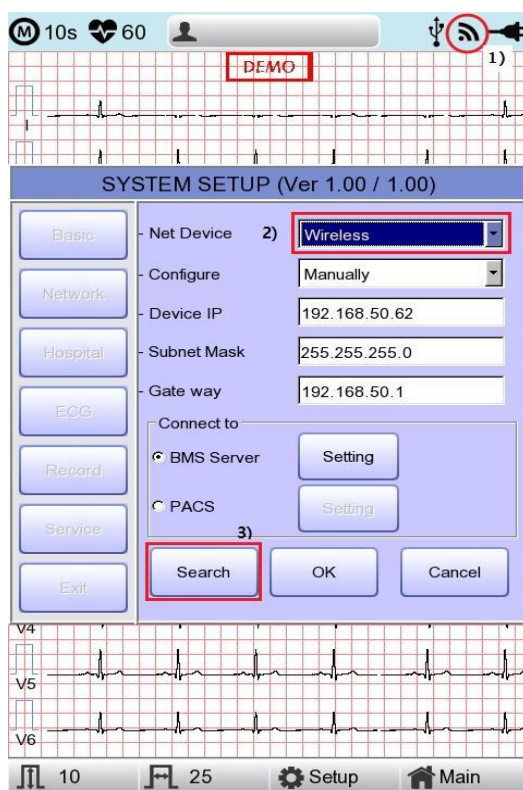 M 10s 60
1)
DEMO
I
SYSTEM SETUP (Ver 1.00 / 1.00)
Basic
Network
Hospital
ECG
Record
Service
Exit
- Net Device 2) Wireless
- Configure Manually
- Device IP 192.168.50.62
- Subnet Mask 255.255.255.0
- Gate way 192.168.50.1
Connect to
BMS Server Setting
PACS Setting
3)
Search OK Cancel
V4
V5
V6
10 25 Setup Main